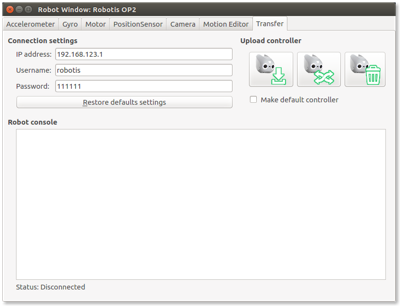 Robot Window: Robotis OP2
Accelerometer Gyro Motor PositionSensor Camera Motion Editor Transfer
Connection settings Upload controller
IP address: 192.168.123.1
Username: robotis
Password: 111111
Restore defaults settings
Make default controller
Robot console
Status: Disconnected